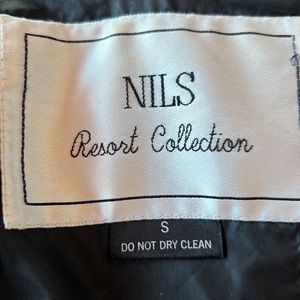 NILS
Resort Collection
S
DO NOT DRY CLEAN